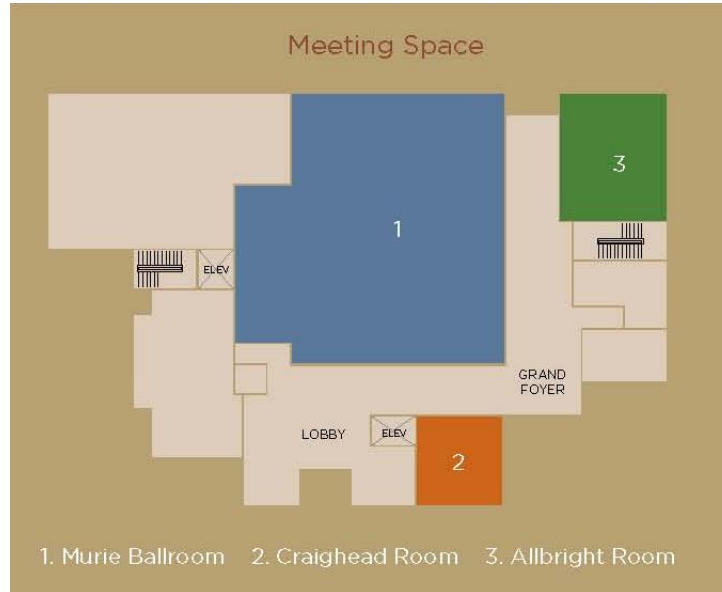 Meeting Space
3
1
ELEV
GRAND
FOYER
LOBBY
ELEV
2
1. Murie Ballroom 2. Craighead Room 3. Allbright Room